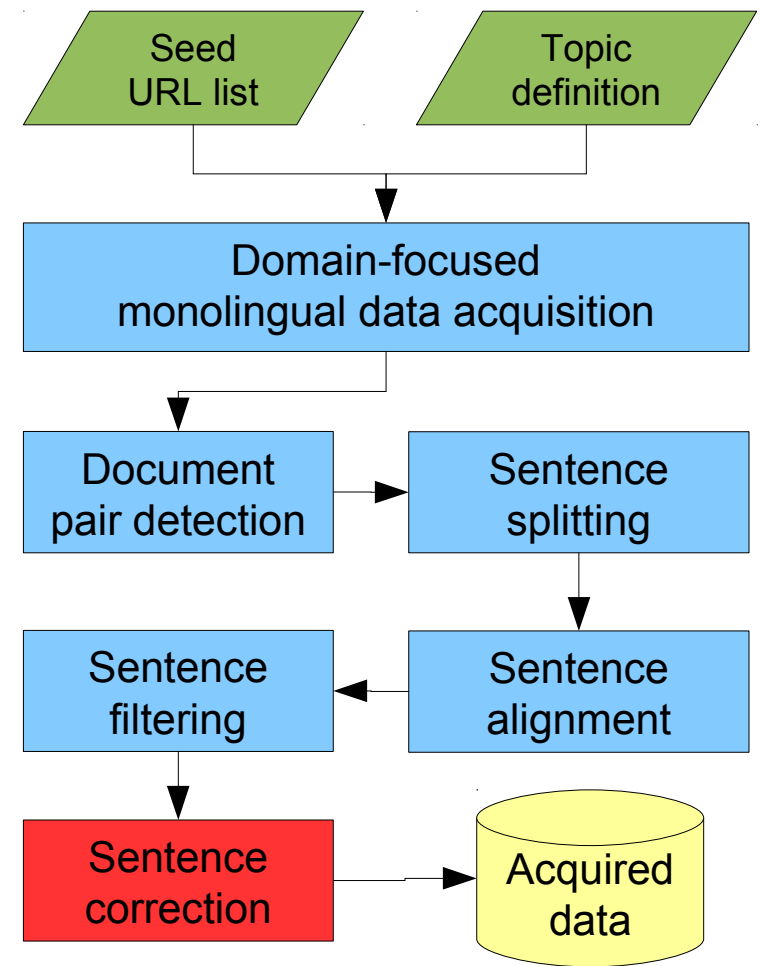 Seed
URL list
Topic
definition
Domain-focused
monolingual data acquisition
Document
pair detection
Sentence
splitting
Sentence
filtering
Sentence
alignment
Sentence
correction
Acquired
data